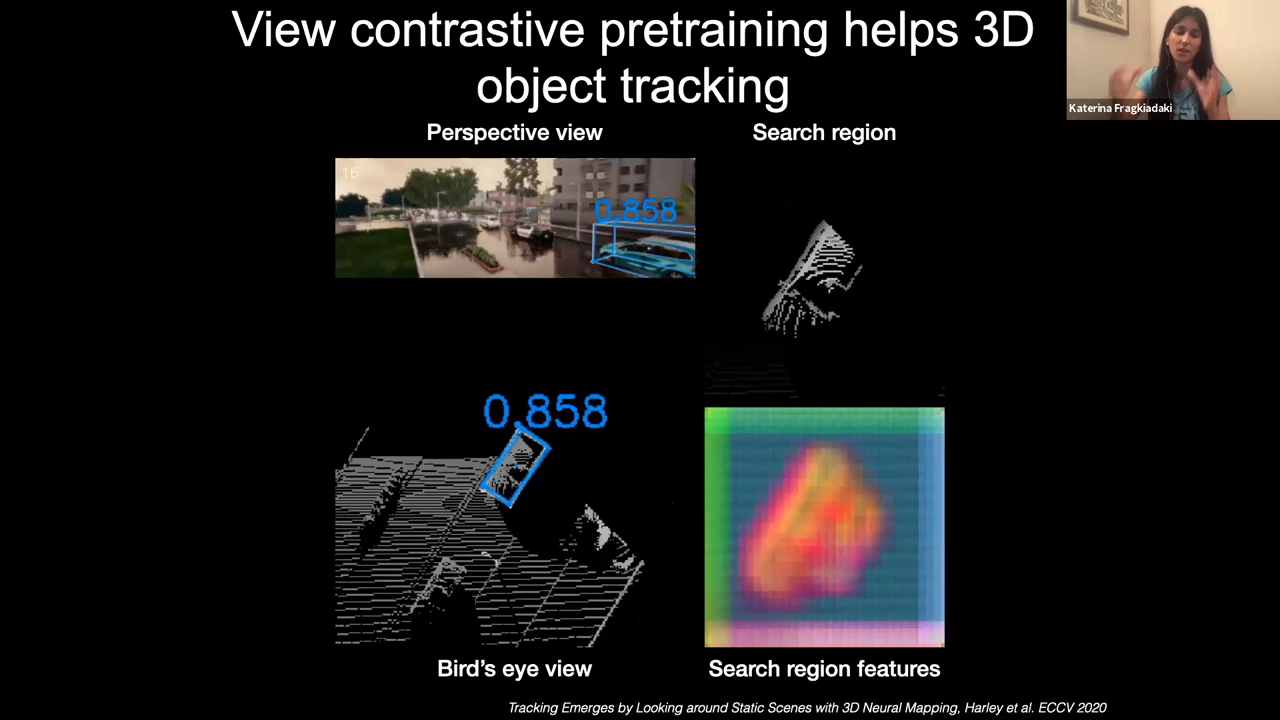 View contrastive pretraining helps 3D
object tracking
Katerina Fragkiadaki
Perspective view
Search region
16
0.858
0.858
Bird's eye view
Search region features
Tracking Emerges by Looking around Static Scenes with 3D Neural Mapping, Harley et al. ECCV 2020